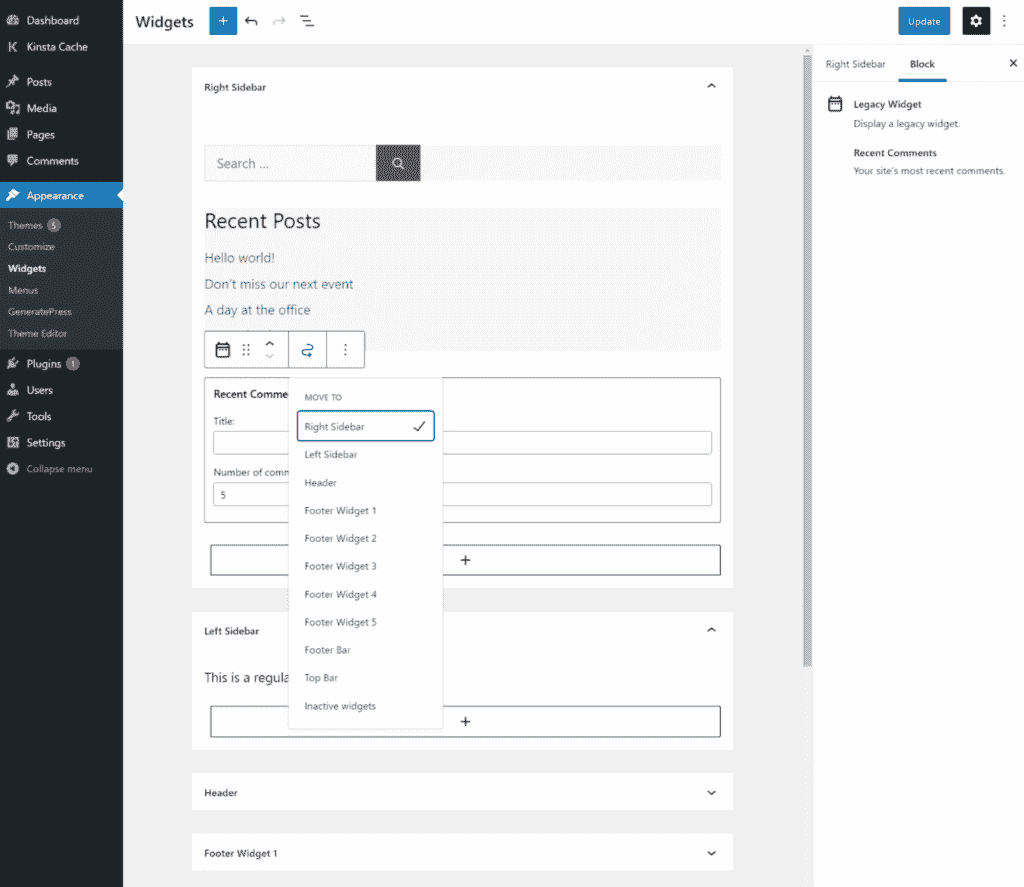 Dashboard
Kinsta Cache
Posts
Media
Pages
Comments
Appearance
Themes 5
Customize
Widgets
Menus
GeneratePress
Theme Editor
Plugins 1
Users
Tools
Settings
Collapse menu
Widgets
Update
Right Sidebar
Search ...
Recent Posts
Hello world!
Don't miss our next event
A day at the office
Recent Comme
Title:
Number of comm
5
MOVE TO
Right Sidebar
Left Sidebar
Header
Footer Widget 1
Footer Widget 2
Footer Widget 3
Footer Widget 4
Footer Widget 5
Footer Bar
Top Bar
Inactive widgets
Left Sidebar
This is a regula
Header
Footer Widget 1
Right Sidebar Block
Legacy Widget
Display a legacy widget.
Recent Comments
Your site's most recent comments.